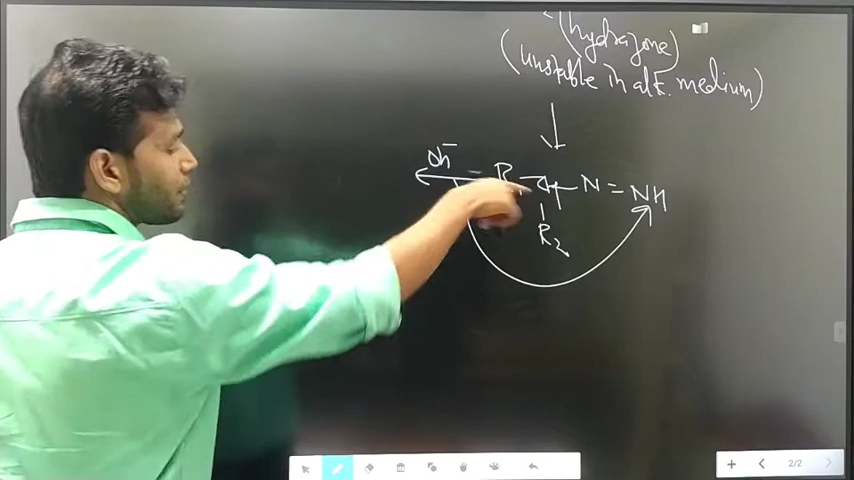 (hydrazone
(Unstable in alk. medium)
Oh⁻ R N = NH
R₂
2/2